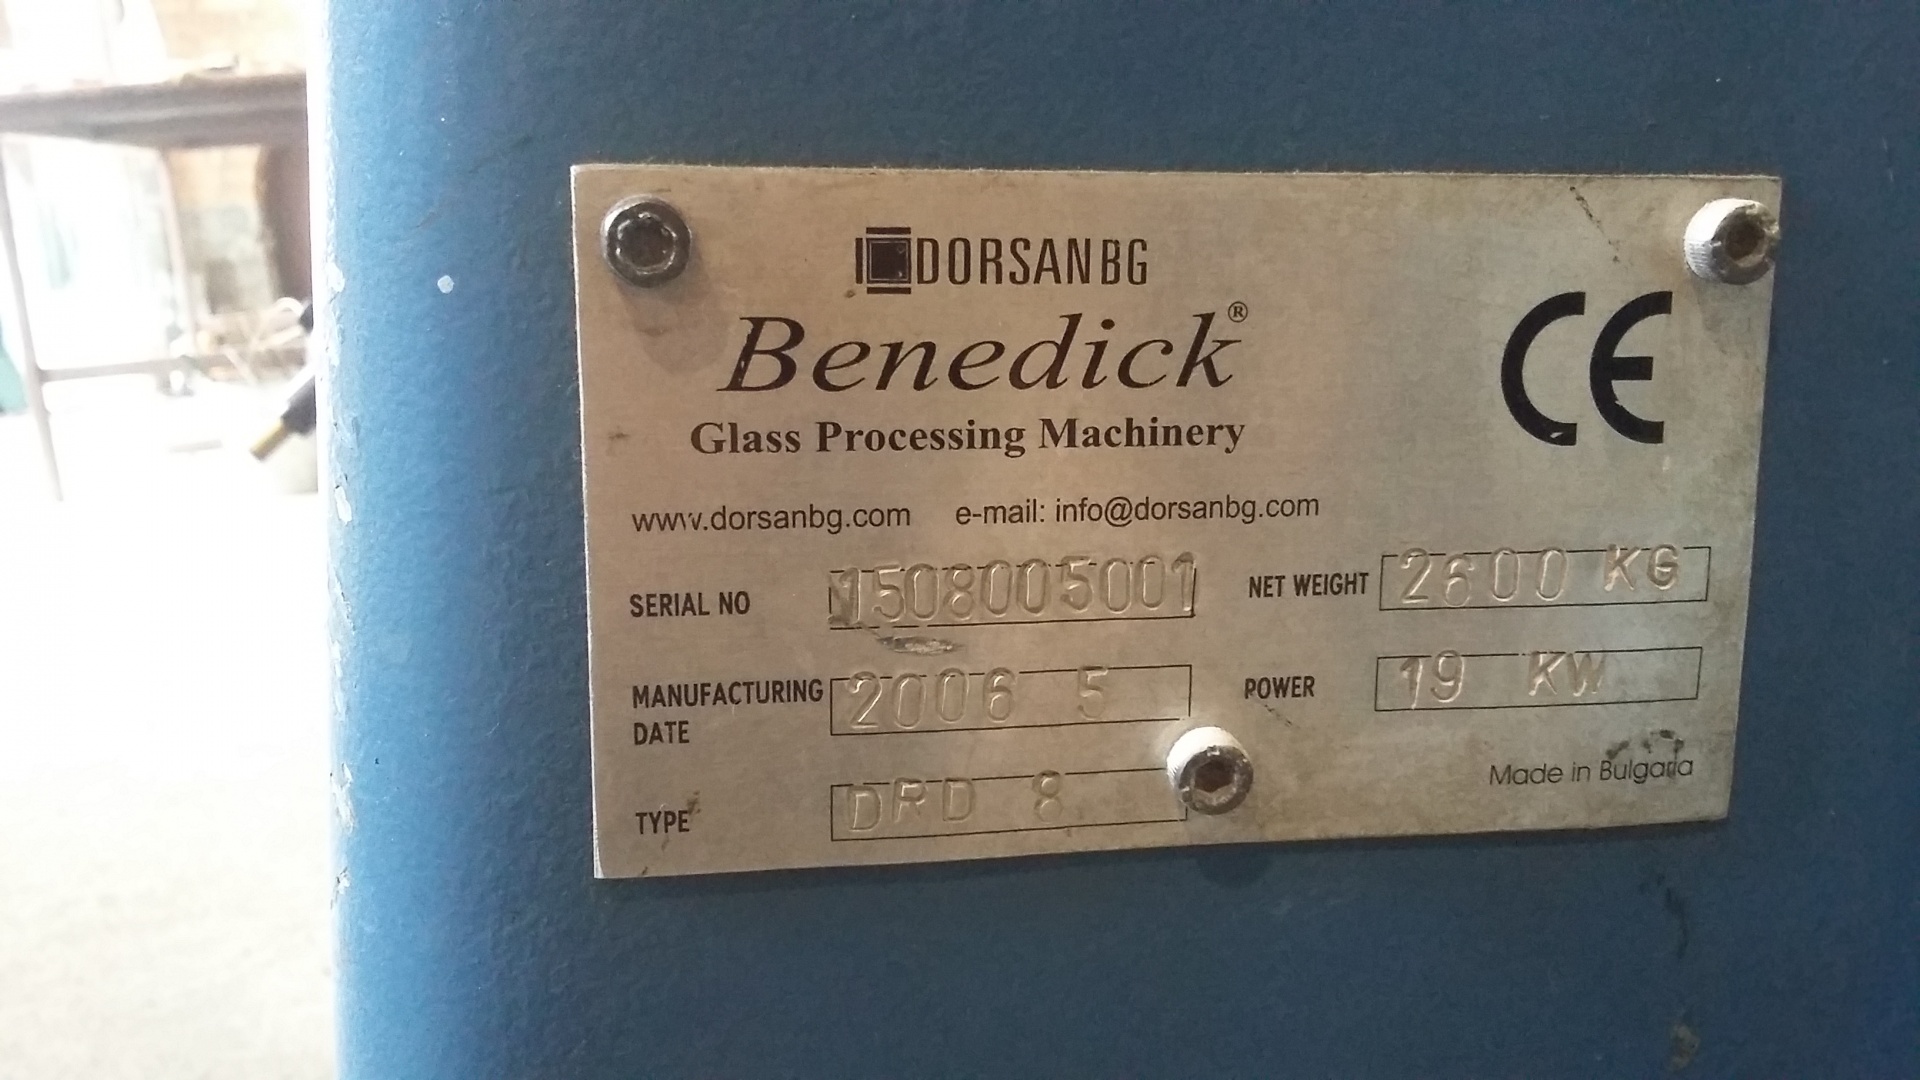 DORSANBG
Benedick®
Glass Processing Machinery
www.dorsanbg.com e-mail: info@dorsanbg.com
SERIAL NO 1508005001 NET WEIGHT 2600 KG
MANUFACTURING DATE 2006 5 POWER 19 KW
TYPE DRD 8
Made in Bulgaria
CE